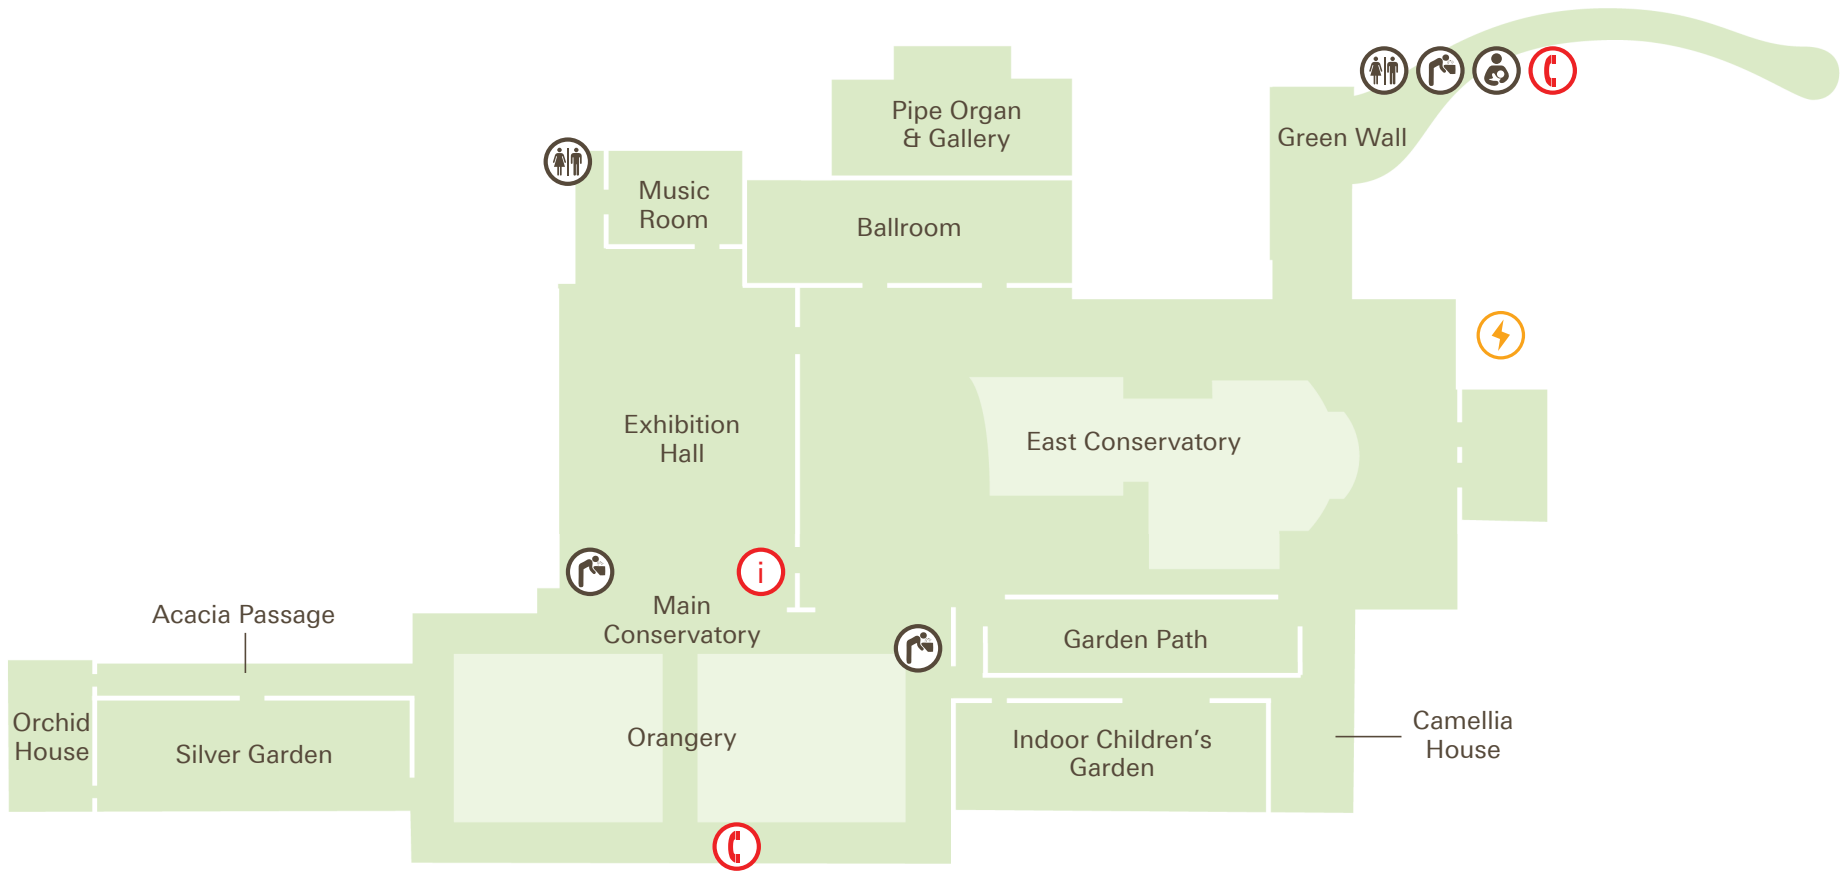 Pipe Organ
& Gallery
Green Wall
Music
Room
Ballroom
Exhibition
Hall
East Conservatory
i
Main
Conservatory
Acacia Passage
Garden Path
Orchid
House
Silver Garden
Orangery
Indoor Children's
Garden
Camellia
House